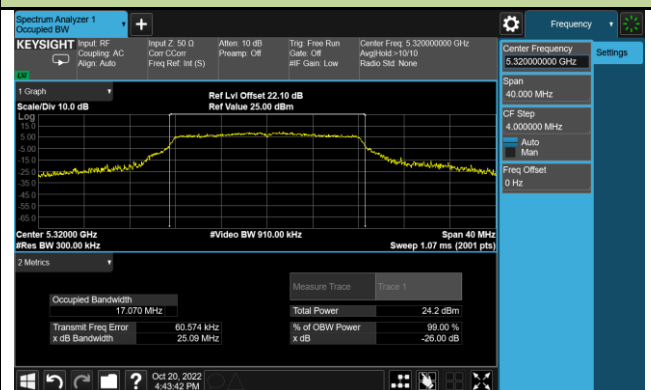 Spectrum Analyzer 1
Occupied BW
Frequency
KEYSIGHT
Input: RF
Coupling: AC
Align: Auto
Input Z: 50 Ω
Corr CCorr
Freq Ref: Int (S)
Atten: 10 dB
Preamp: Off
Trig: Free Run
Gate: Off
#IF Gain: Low
Center Freq: 5.320000000 GHz
Avg|Hold:>10/10
Radio Std: None
LXI
Center Frequency
5.320000000 GHz
Settings
Span
40.000 MHz
CF Step
4.000000 MHz
Auto
Man
Freq Offset
0 Hz
1 Graph
Scale/Div 10.0 dB
Ref Lvl Offset 22.10 dB
Ref Value 25.00 dBm
Log
15.0
5.00
-5.00
-15.0
-25.0
-35.0
-45.0
-55.0
-65.0
Center 5.32000 GHz
#Video BW 910.00 kHz
Span 40 MHz
#Res BW 300.00 kHz
Sweep 1.07 ms (2001 pts)
2 Metrics
Measure Trace
Trace 1
Occupied Bandwidth
17.070 MHz
Total Power
24.2 dBm
Transmit Freq Error
60.574 kHz
% of OBW Power
99.00 %
x dB Bandwidth
25.09 MHz
x dB
-26.00 dB
?
Oct 20, 2022
4:43:42 PM